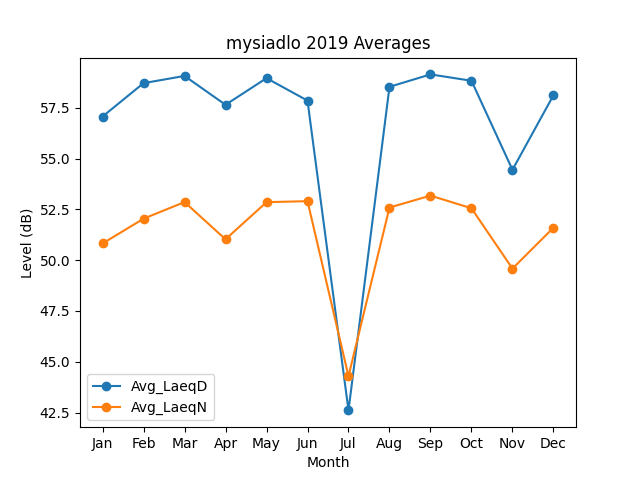 mysiadlo 2019 Averages
Level (dB)
57.5
55.0
52.5
50.0
47.5
45.0
42.5
Avg_LaeqD
Avg_LaeqN
Jan Feb Mar Apr May Jun Jul Aug Sep Oct Nov Dec
Month